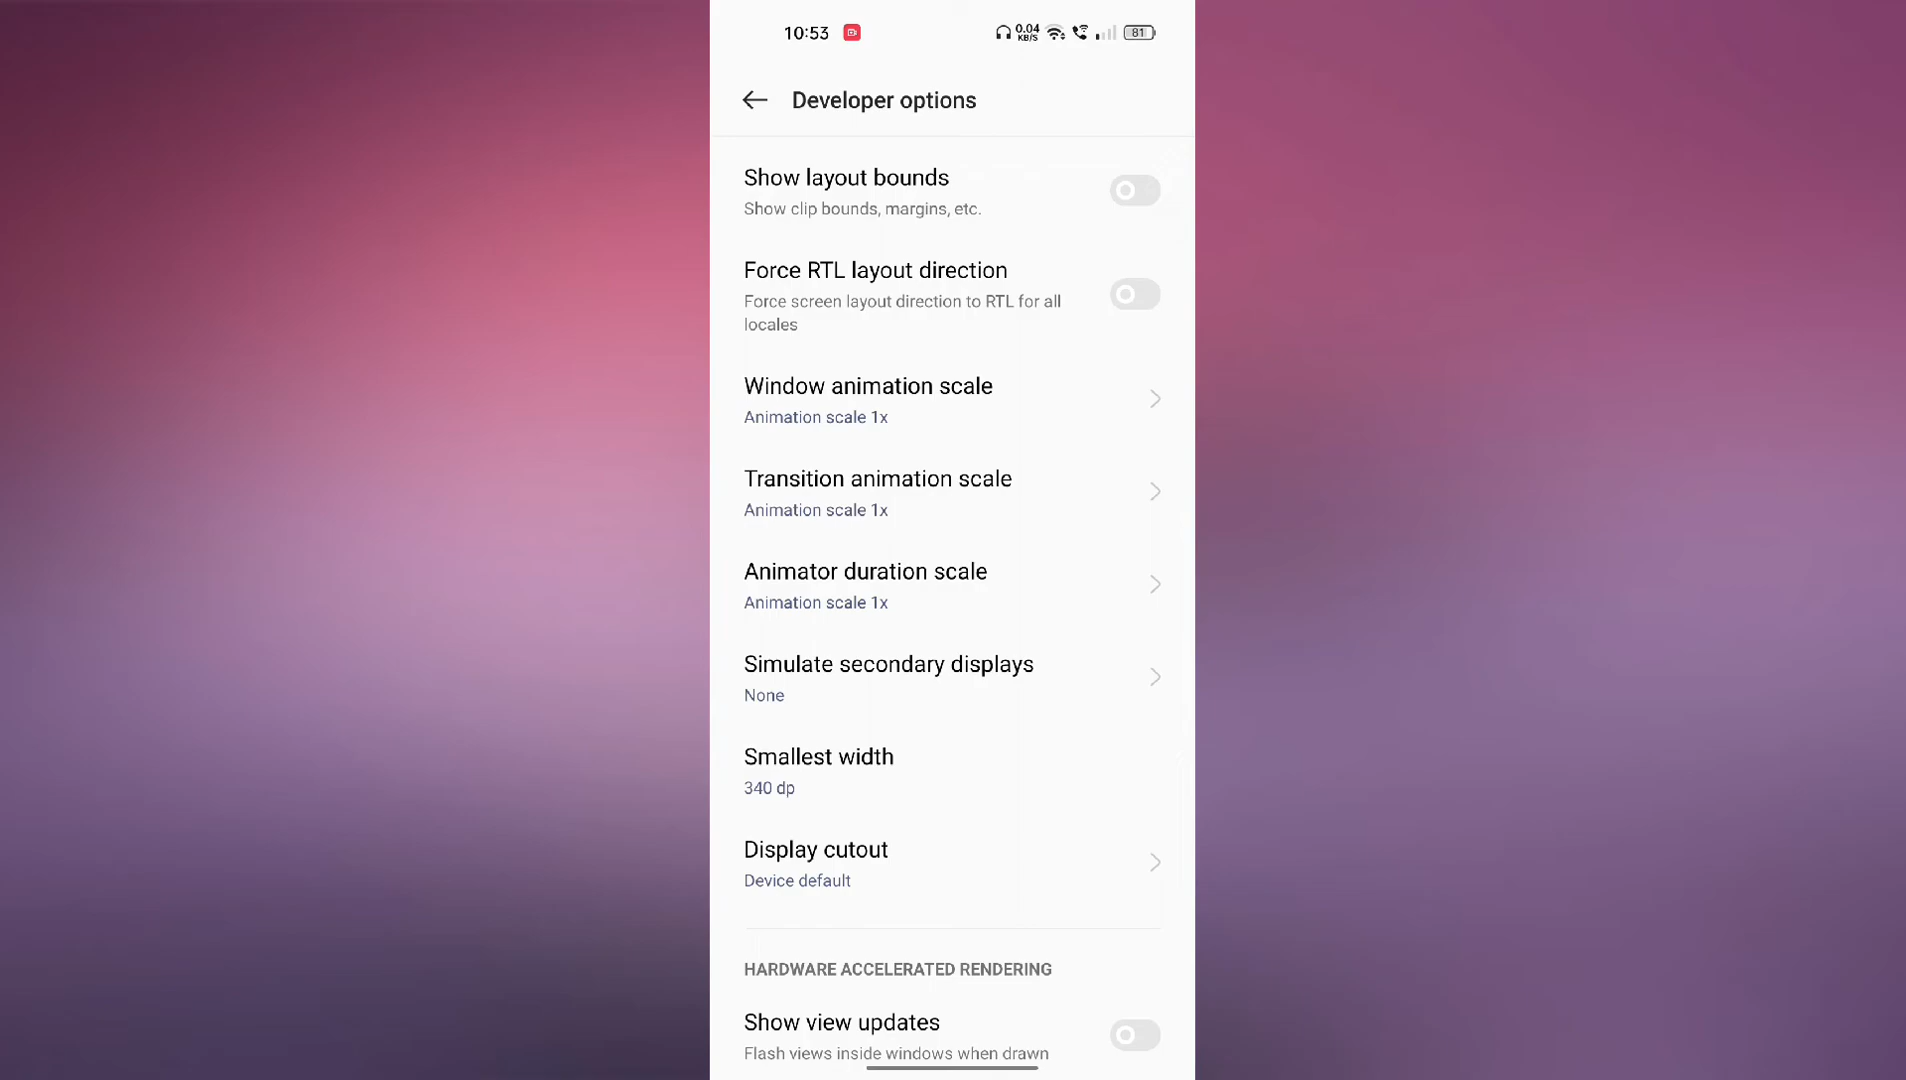 10:53 0.04 KB/S 81
Developer options
Show layout bounds
Show clip bounds, margins, etc.
Force RTL layout direction
Force screen layout direction to RTL for all
locales
Window animation scale
Animation scale 1x
Transition animation scale
Animation scale 1x
Animator duration scale
Animation scale 1x
Simulate secondary displays
None
Smallest width
340 dp
Display cutout
Device default
HARDWARE ACCELERATED RENDERING
Show view updates
Flash views inside windows when drawn